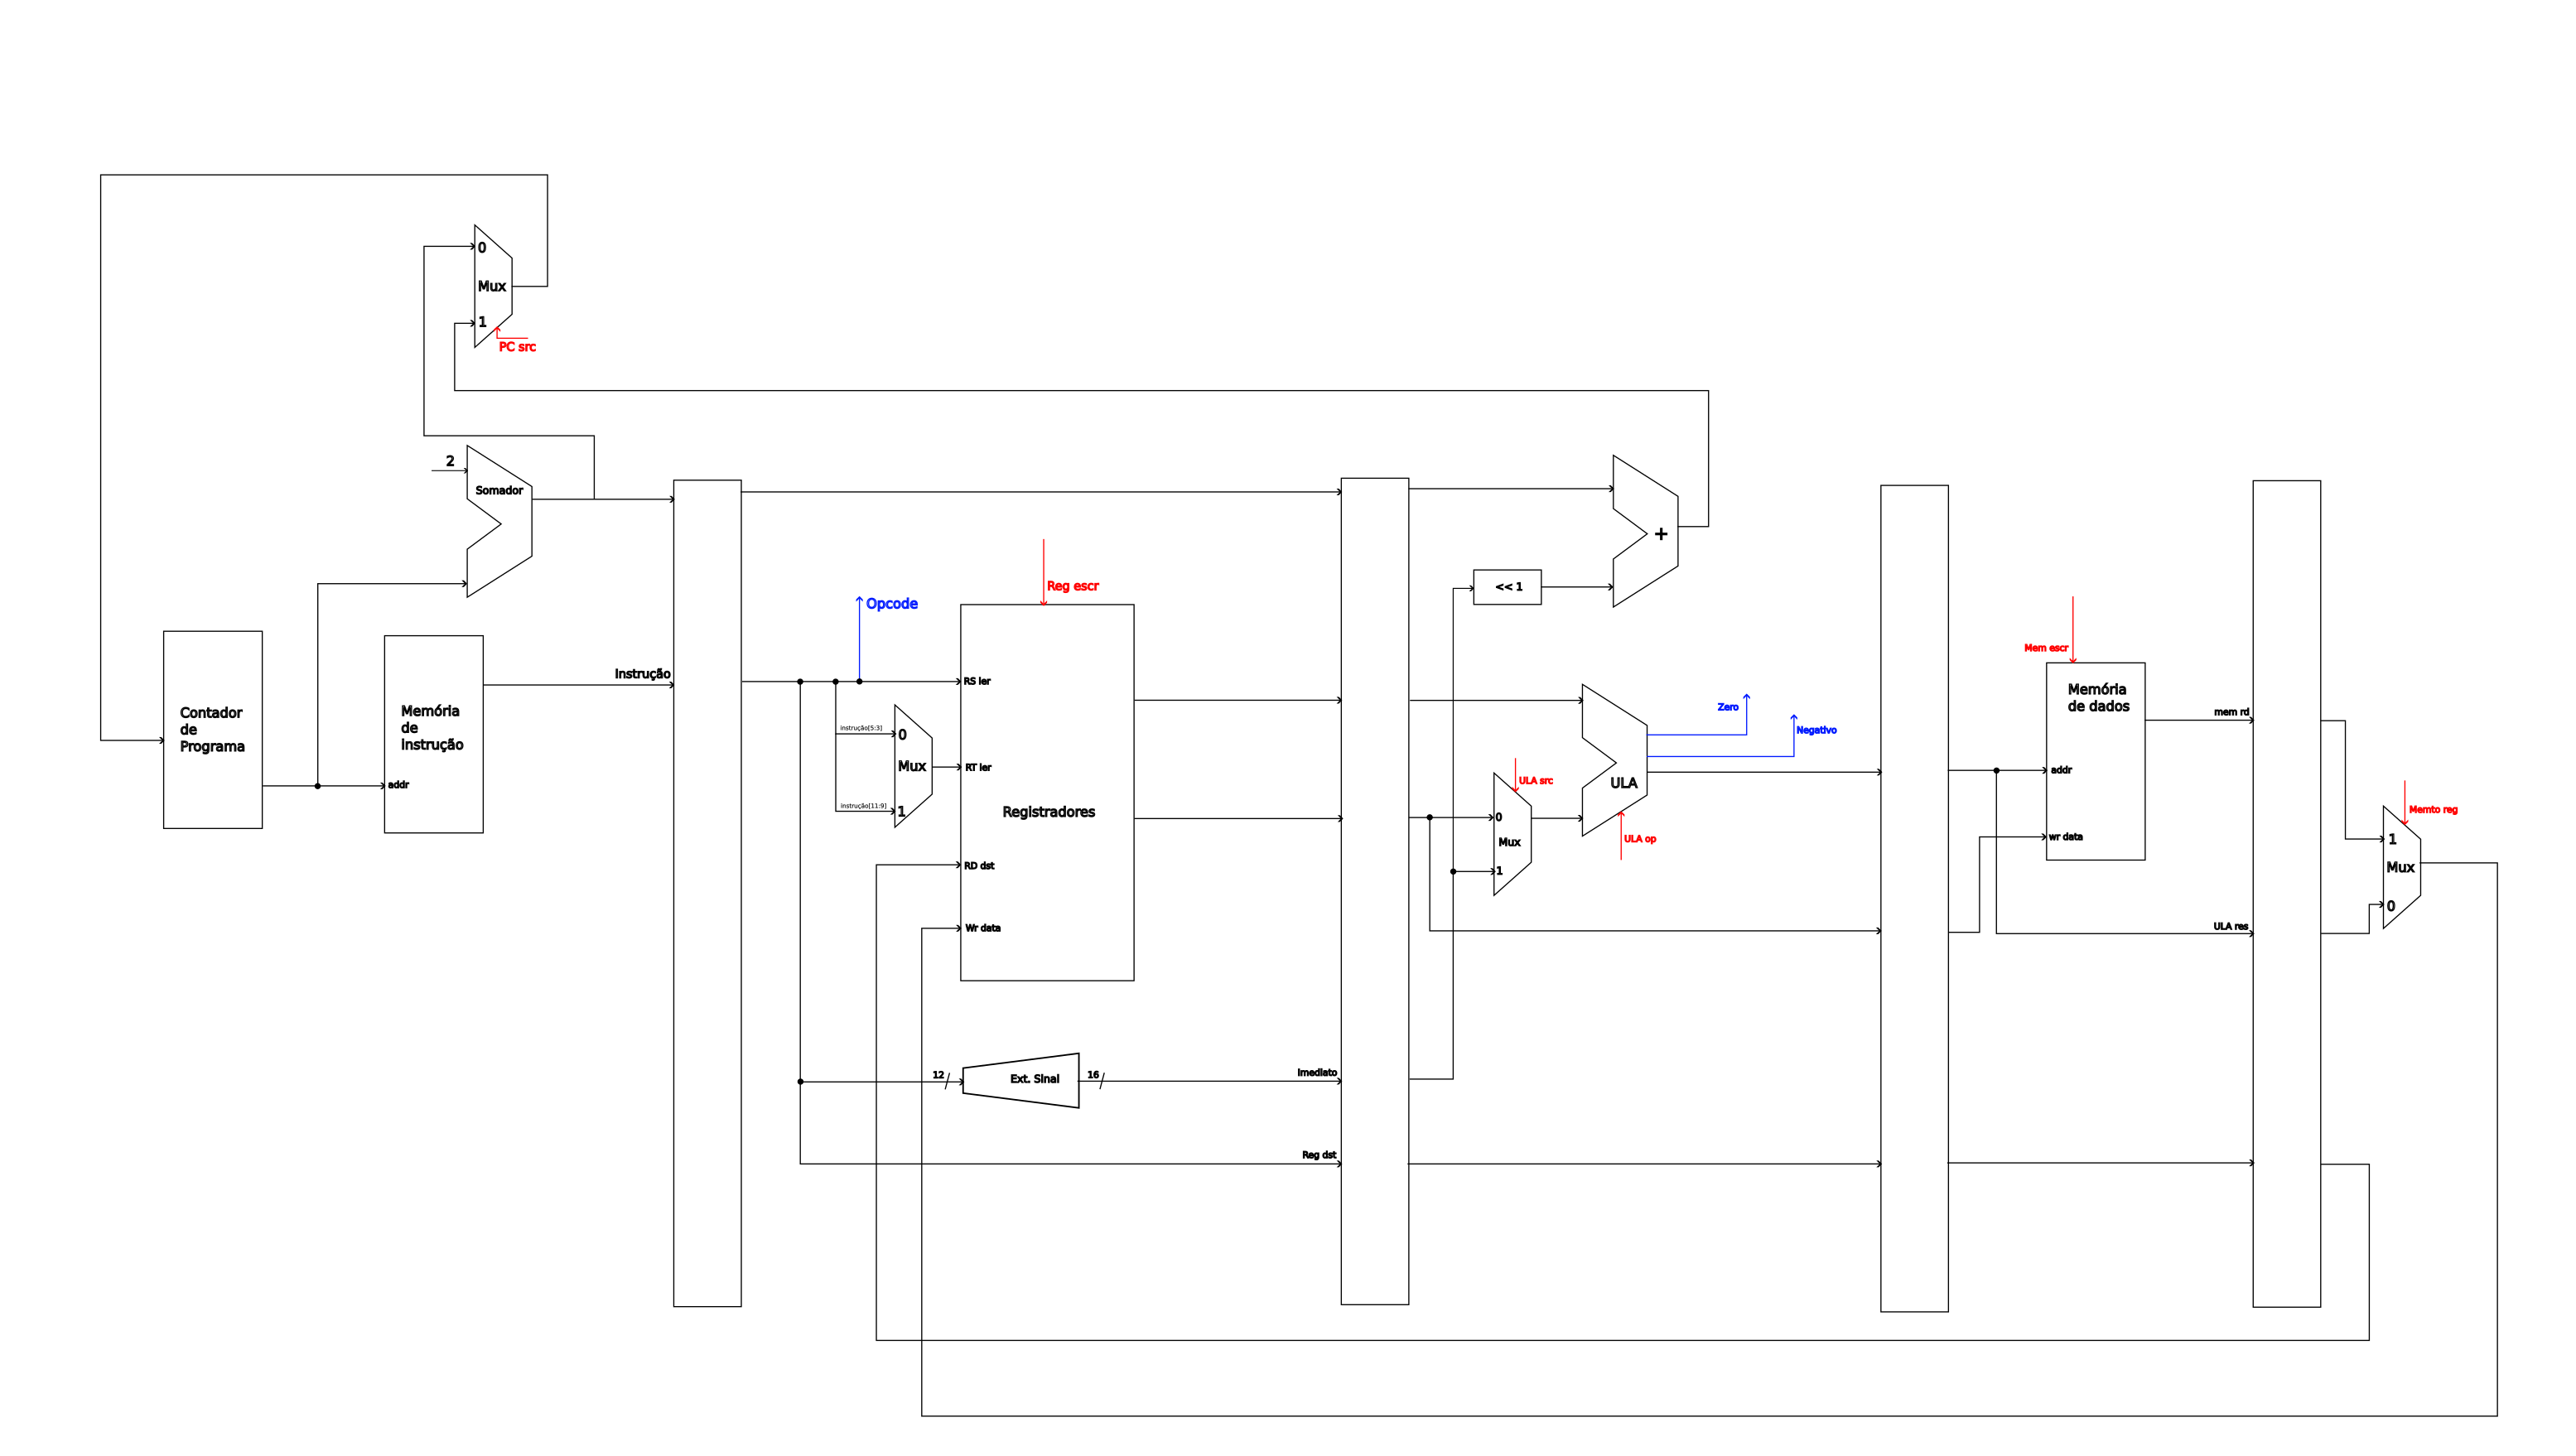 0
Mux
1
PC src
2
Somador
+
<< 1
Reg escr
Opcode
Contador
de
Programa
Memória
de
Instrução
addr
Instrução
RS ler
instrução[5:3]
0
Mux
RT ler
instrução[11:9]
1
Registradores
RD dst
Wr data
12
Ext. Sinal
16
Imediato
Reg dst
ULA src
0
Mux
1
ULA
ULA op
Zero
Negativo
Mem escr
Memória
de dados
mem rd
addr
wr data
ULA res
Memto reg
1
Mux
0